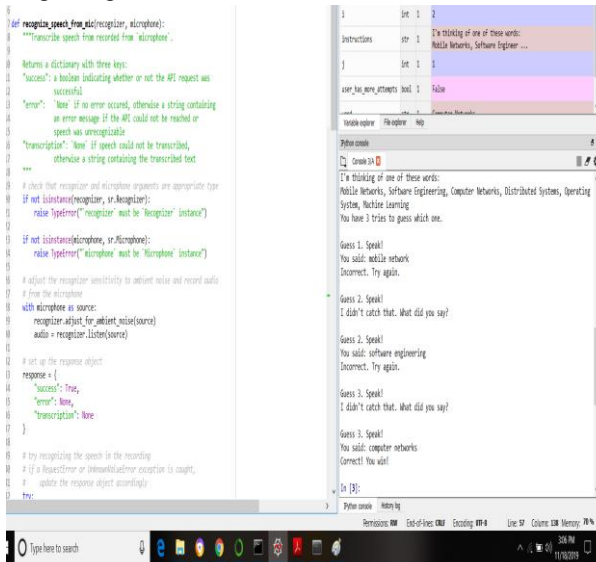 def recognize_speech_from_mic(recognizer, microphone):
"""Transcribe speech from recorded from `microphone`.
Returns a dictionary with three keys:
"success": a boolean indicating whether or not the API request was
successful
"error": `None` if no error occured, otherwise a string containing
an error message if the API could not be reached or
speech was unrecognizable
"transcription": `None` if speech could not be transcribed,
otherwise a string containing the transcribed text
"""
# check that recognizer and microphone arguments are appropriate type
if not isinstance(recognizer, sr.Recognizer):
raise TypeError("`recognizer` must be `Recognizer` instance")
if not isinstance(microphone, sr.Microphone):
raise TypeError("`microphone` must be `Microphone` instance")
# adjust the recognizer sensitivity to ambient noise and record audio
# from the microphone
with microphone as source:
recognizer.adjust_for_ambient_noise(source)
audio = recognizer.listen(source)
# set up the response object
response = {
"success": True,
"error": None,
"transcription": None
}
# try recognizing the speech in the recording
# if a RequestError or UnknownValueError exception is caught,
# update the response object accordingly
try:
i int 1 2
instructions str 1 I'm thinking of one of these words:
Mobile Networks, Software Engineer ...
j int 1 1
user_has_more_attempts bool 1 False
Variable explorer File explorer Help
IPython console
Console 3/A
I'm thinking of one of these words:
Mobile Networks, Software Engineering, Computer Networks, Distributed Systems, Operating
System, Machine Learning
You have 3 tries to guess which one.
Guess 1. Speak!
You said: mobile network
Incorrect. Try again.
Guess 2. Speak!
I didn't catch that. What did you say?
Guess 2. Speak!
You said: software engineering
Incorrect. Try again.
Guess 3. Speak!
I didn't catch that. What did you say?
Guess 3. Speak!
You said: computer networks
Correct! You win!
In [3]:
IPython console History log
Permissions: RW End-of-lines: CRLF Encoding: UTF-8 Line: 57 Column: 138 Memory: 70 %
Type here to search
3:06 PM
11/18/2019